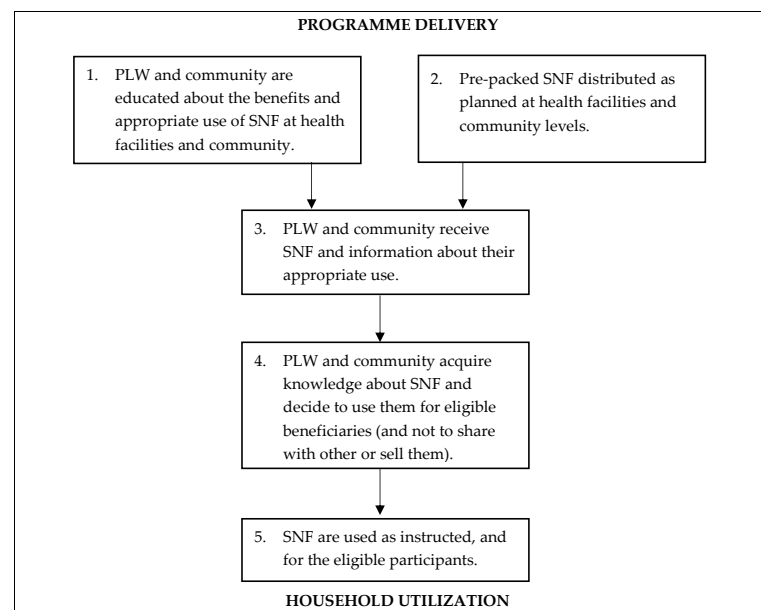 PROGRAMME DELIVERY
1. PLW and community are
educated about the benefits and
appropriate use of SNF at health
facilities and community.
2. Pre-packed SNF distributed as
planned at health facilities and
community levels.
3. PLW and community receive
SNF and information about their
appropriate use.
4. PLW and community acquire
knowledge about SNF and
decide to use them for eligible
beneficiaries (and not to share
with other or sell them).
5. SNF are used as instructed, and
for the eligible participants.
HOUSEHOLD UTILIZATION